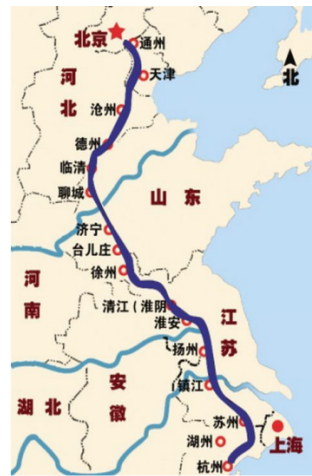 北京
通州
北
天津
河
北
沧州
德州
临清
聊城
山 东
济宁
台儿庄
徐州
河
南
清江(淮阴
淮安
江
苏
扬州
安
徽
镇江
湖 北
苏州
湖州
上海
杭州